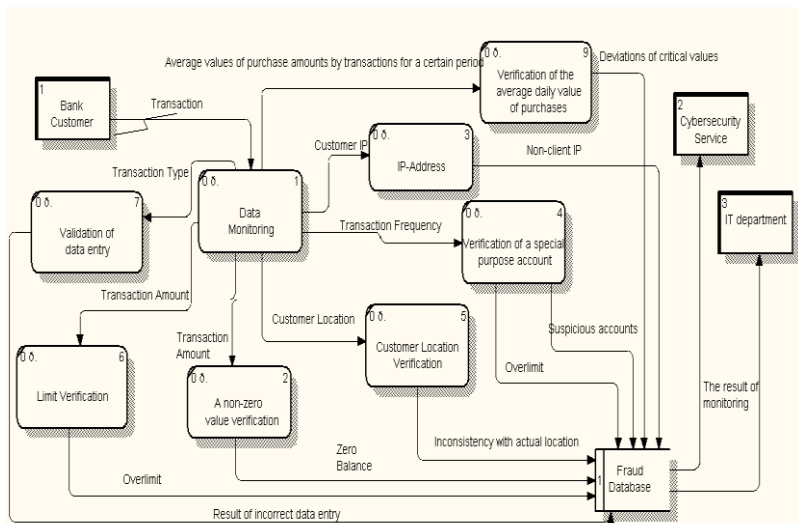 Average values of purchase amounts by transactions for a certain period
0 ð.
9
Verification of the
average daily value
of purchases
Deviations of critical values
1
Bank
Customer
Transaction
2
Cybersecurity
Service
0 ð.
3
IP-Address
Customer IP
Non-client IP
Transaction Type
0 ð.
1
Data
Monitoring
0 ð.
7
Validation of
data entry
Transaction Frequency
0 ð.
4
Verification of a special
purpose account
3
IT department
Transaction Amount
Transaction
Amount
Customer Location
0 ð.
5
Customer Location
Verification
Suspicious accounts
Overlimit
0 ð.
6
Limit Verification
0 ð.
2
A non-zero
value verification
The result of
monitoring
Inconsistency with actual location
Zero
Balance
Overlimit
1
Fraud
Database
Result of incorrect data entry